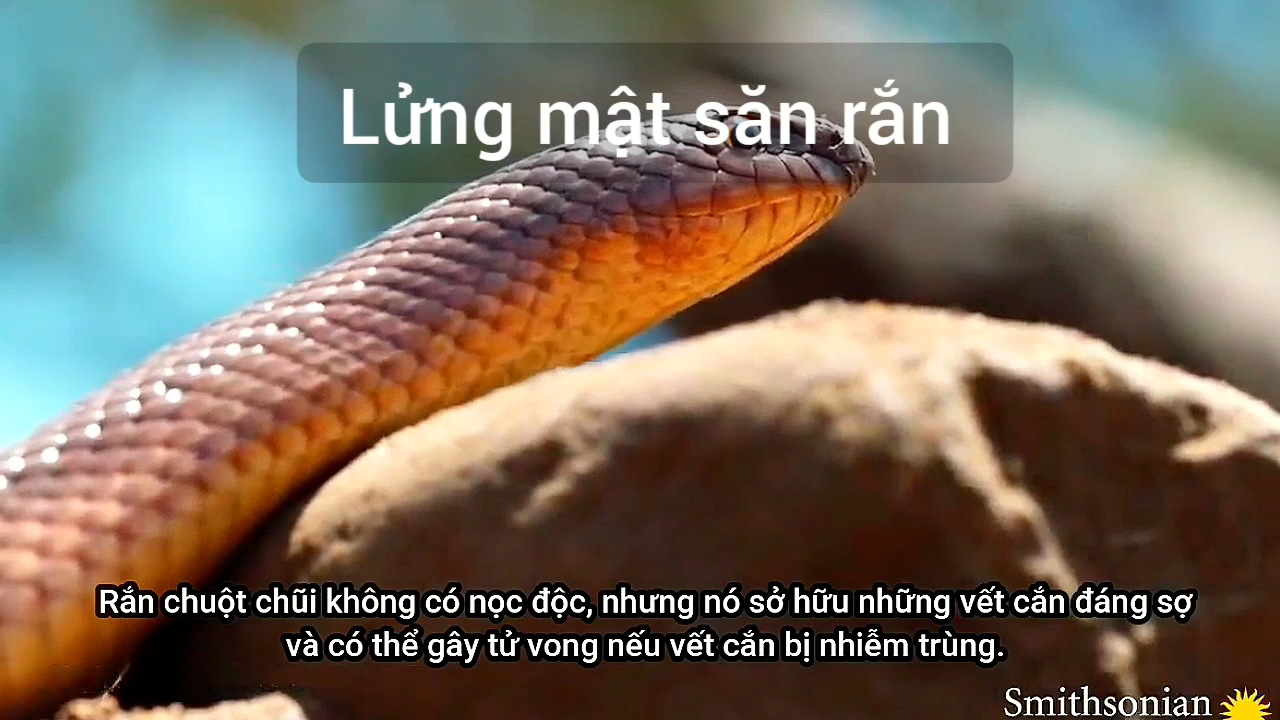 Lửng mật săn rắn
Rắn chuột chũi không có nọc độc, nhưng nó sở hữu những vết cắn đáng sợ
và có thể gây tử vong nếu vết cắn bị nhiễm trùng.
Smithsonian